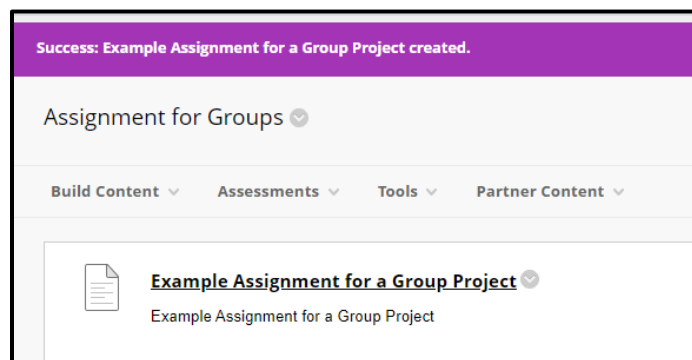 Success: Example Assignment for a Group Project created.
Assignment for Groups
Build Content Assessments Tools Partner Content
Example Assignment for a Group Project
Example Assignment for a Group Project